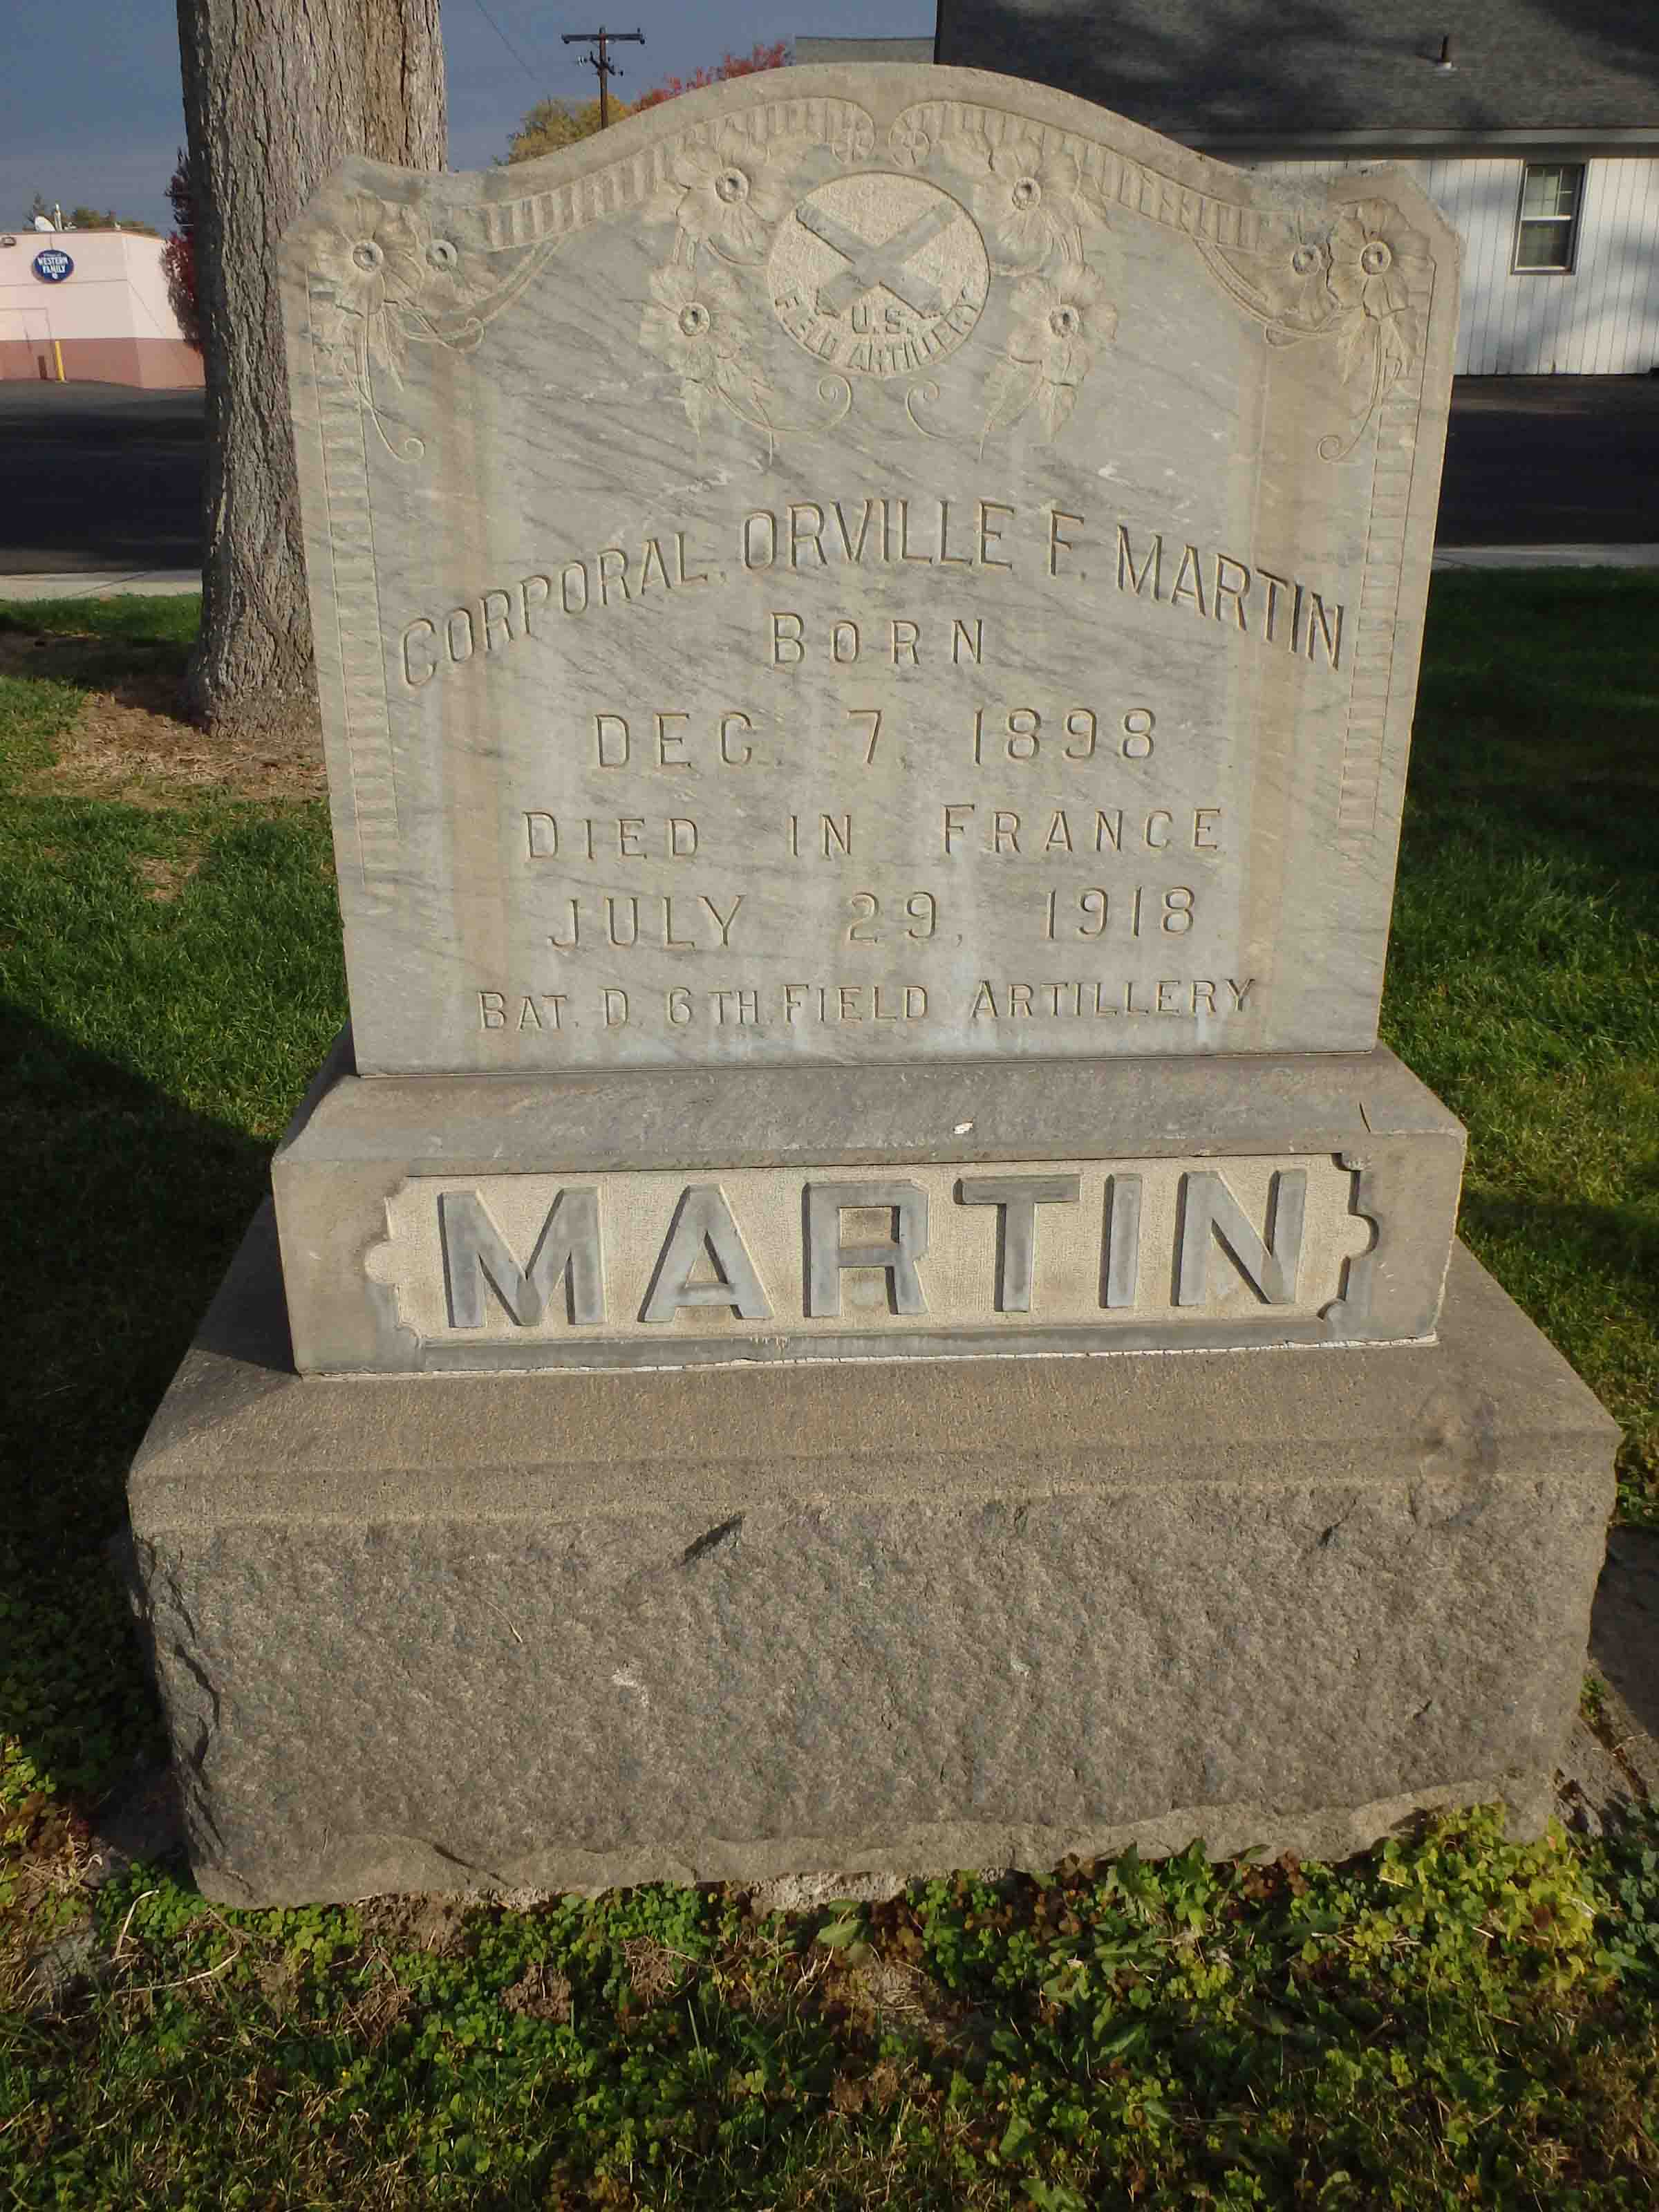 WESTERN
FAMILY
U.S.
FIELD ARTILLERY
CORPORAL. ORVILLE F. MARTIN
BORN
DEC. 7, 1898
DIED IN FRANCE
JULY 29, 1918.
BAT. D. 6TH. FIELD ARTILLERY
MARTIN